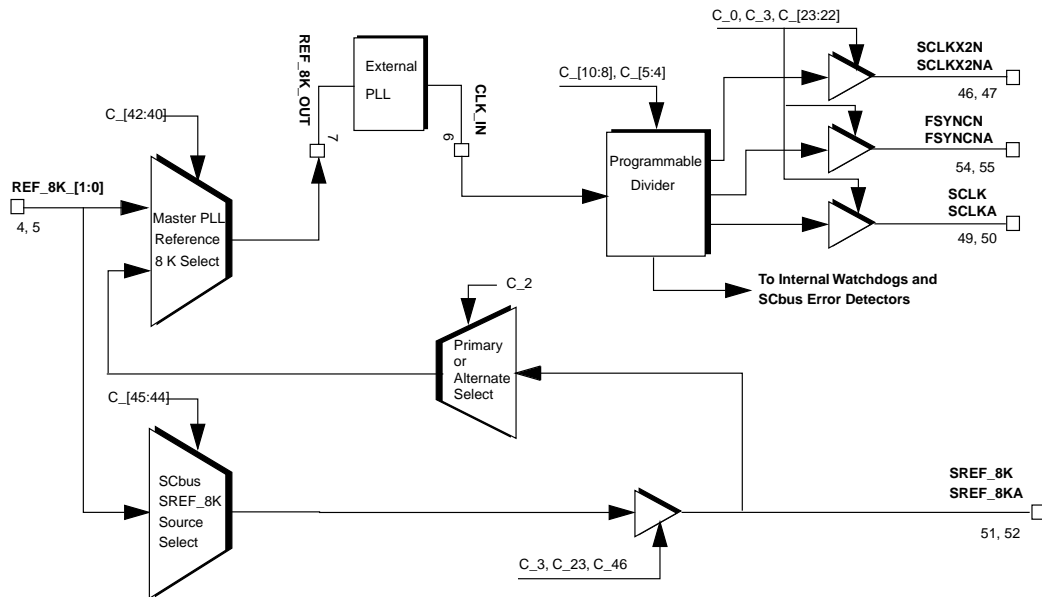 C_0, C_3, C_[23:22]
SCLKX2N
SCLKX2NA
46, 47
REF_8K_OUT
7
External
PLL
CLK_IN
6
C_[10:8], C_[5:4]
C_[42:40]
FSYNCN
FSYNCNA
54, 55
Programmable
Divider
REF_8K_[1:0]
4, 5
Master PLL
Reference
8 K Select
SCLK
SCLKA
49, 50
To Internal Watchdogs and
SCbus Error Detectors
C_2
Primary
or
Alternate
Select
C_[45:44]
SCbus
SREF_8K
Source
Select
SREF_8K
SREF_8KA
51, 52
C_3, C_23, C_46